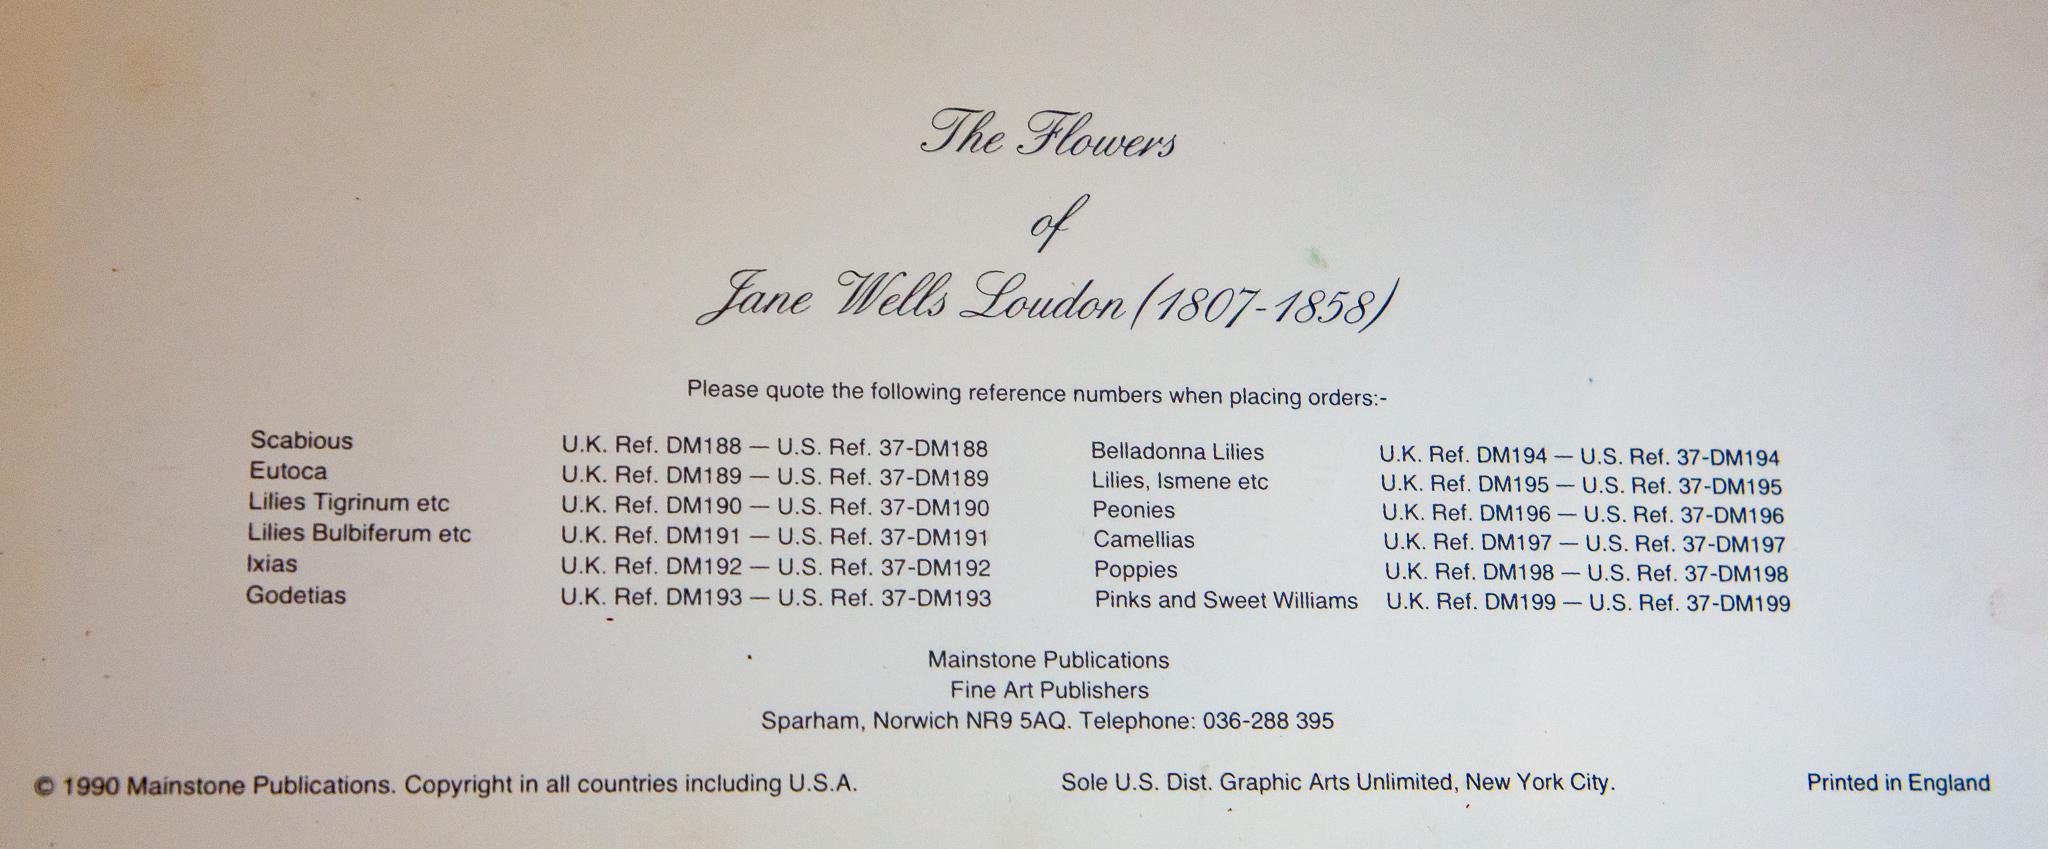 The Flowers
of
Jane Wells Loudon (1807-1858)
Please quote the following reference numbers when placing orders:-
Scabious U.K. Ref. DM188 — U.S. Ref. 37-DM188
Eutoca U.K. Ref. DM189 — U.S. Ref. 37-DM189
Lilies Tigrinum etc U.K. Ref. DM190 — U.S. Ref. 37-DM190
Lilies Bulbiferum etc U.K. Ref. DM191 — U.S. Ref. 37-DM191
Ixias U.K. Ref. DM192 — U.S. Ref. 37-DM192
Godetias U.K. Ref. DM193 — U.S. Ref. 37-DM193
Belladonna Lilies U.K. Ref. DM194 — U.S. Ref. 37-DM194
Lilies, Ismene etc U.K. Ref. DM195 — U.S. Ref. 37-DM195
Peonies U.K. Ref. DM196 — U.S. Ref. 37-DM196
Camellias U.K. Ref. DM197 — U.S. Ref. 37-DM197
Poppies U.K. Ref. DM198 — U.S. Ref. 37-DM198
Pinks and Sweet Williams U.K. Ref. DM199 — U.S. Ref. 37-DM199
Mainstone Publications
Fine Art Publishers
Sparham, Norwich NR9 5AQ. Telephone: 036-288 395
© 1990 Mainstone Publications. Copyright in all countries including U.S.A. Sole U.S. Dist. Graphic Arts Unlimited, New York City. Printed in England